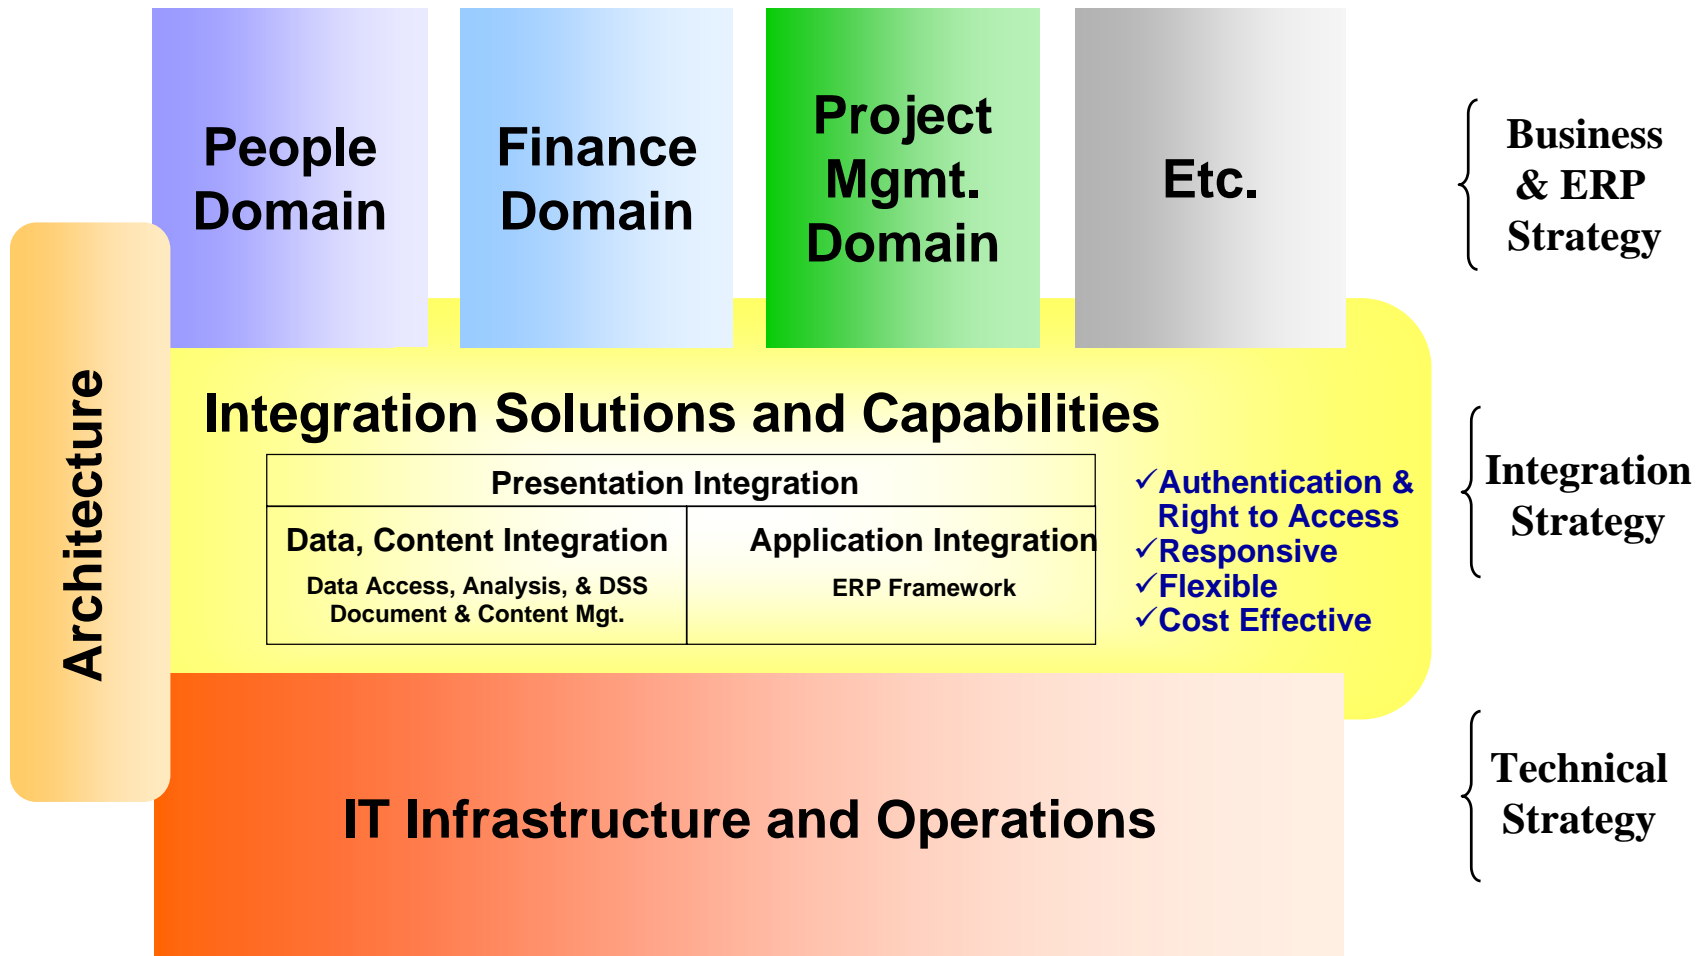 People
Domain
Finance
Domain
Project
Mgmt.
Domain
Etc.
Business
& ERP
Strategy
Architecture
Integration Solutions and Capabilities
Presentation Integration
Data, Content Integration
Data Access, Analysis, & DSS
Document & Content Mgt.
Application Integration
ERP Framework
✓Authentication &
Right to Access
✓Responsive
✓Flexible
✓Cost Effective
Integration
Strategy
IT Infrastructure and Operations
Technical
Strategy